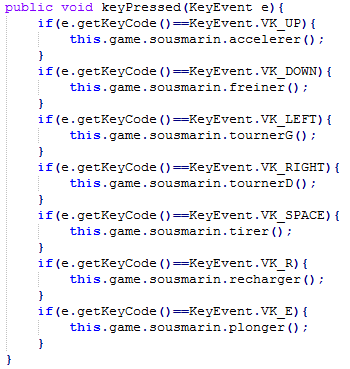 public void keyPressed(KeyEvent e){
if(e.getKeyCode()==KeyEvent.VK_UP){
this.game.sousmarin.accelerer();
}
if(e.getKeyCode()==KeyEvent.VK_DOWN){
this.game.sousmarin.freiner();
}
if(e.getKeyCode()==KeyEvent.VK_LEFT){
this.game.sousmarin.tournerG();
}
if(e.getKeyCode()==KeyEvent.VK_RIGHT){
this.game.sousmarin.tournerD();
}
if(e.getKeyCode()==KeyEvent.VK_SPACE){
this.game.sousmarin.tirer();
}
if(e.getKeyCode()==KeyEvent.VK_R){
this.game.sousmarin.recharger();
}
if(e.getKeyCode()==KeyEvent.VK_E){
this.game.sousmarin.plonger();
}
}